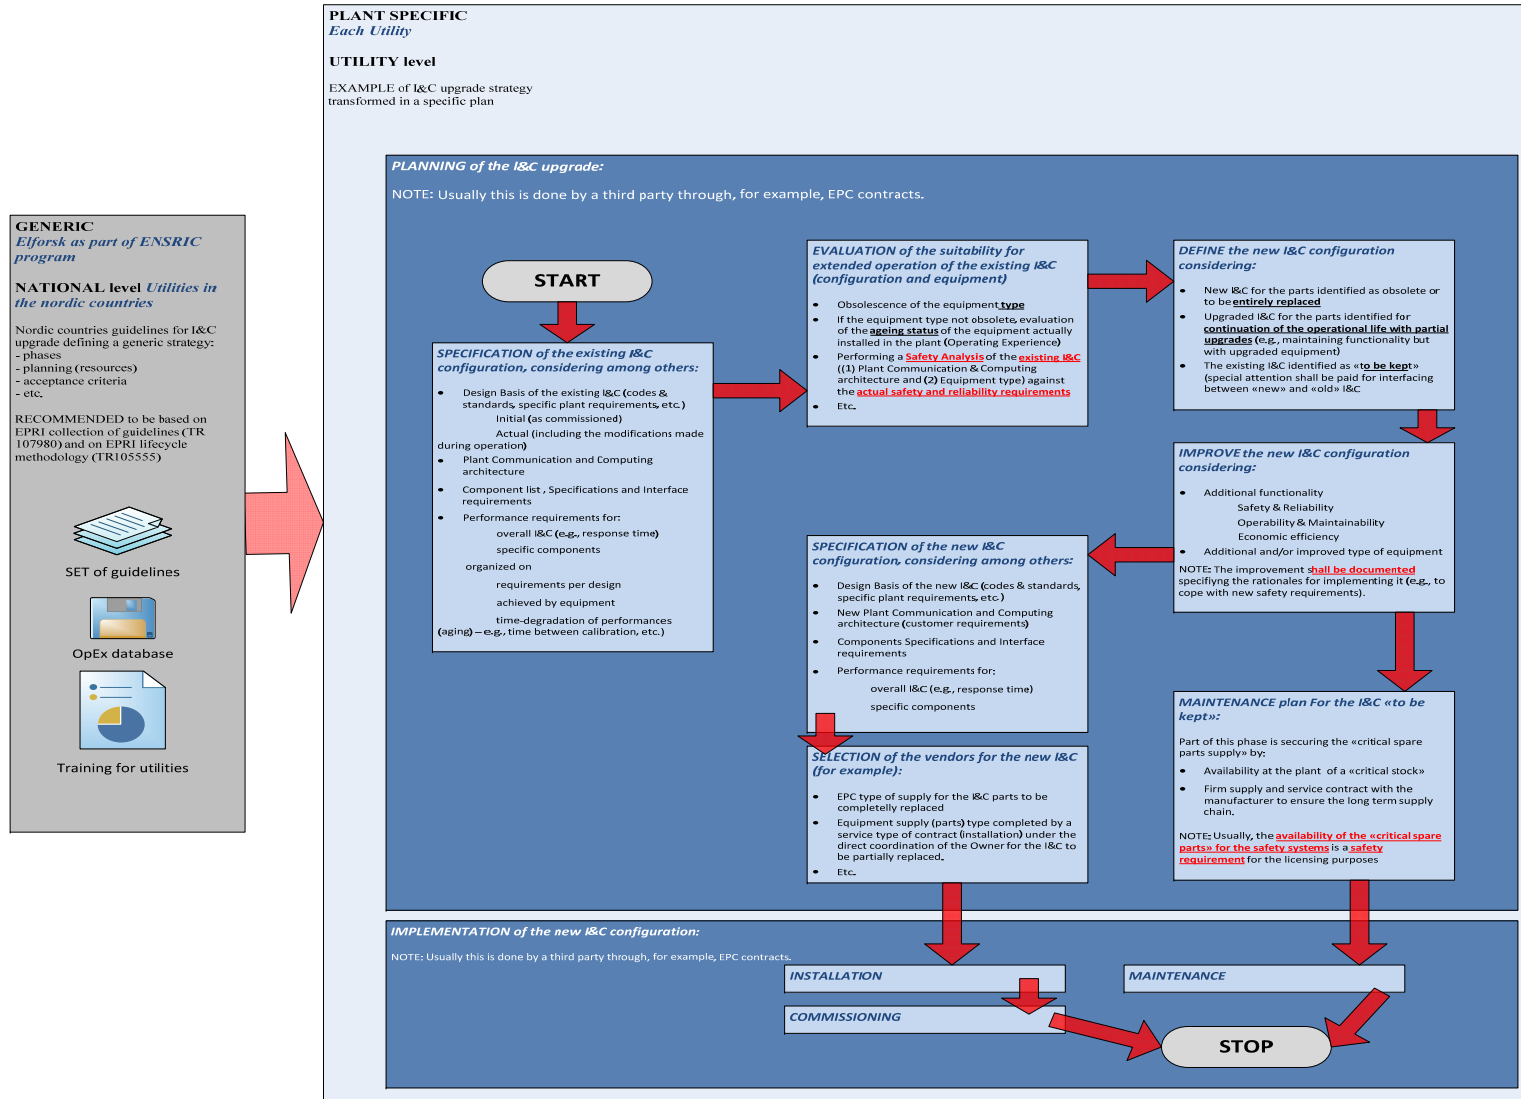 PLANT SPECIFIC
Each Utility
UTILITY level
EXAMPLE of I&C upgrade strategy
transformed in a specific plan
GENERIC
Elforsk as part of ENSRIC
program
NATIONAL level Utilities in
the nordic countries
Nordic countries guidelines for I&C
upgrade defining a generic strategy:
- phases
- planning (resources)
- acceptance criteria
- etc.
RECOMMENDED to be based on
EPRI collection of guidelines (TR
107980) and on EPRI lifecycle
methodology (TR105555)
SET of guidelines
OpEx database
Training for utilities
PLANNING of the I&C upgrade:
NOTE: Usually this is done by a third party through, for example, EPC contracts.
START
SPECIFICATION of the existing I&C
configuration, considering among others:
• Design Basis of the existing I&C (codes &
standards, specific plant requirements, etc.)
Initial (as commissioned)
Actual (including the modifications made
during operation)
• Plant Communication and Computing
architecture
• Component list , Specifications and Interface
requirements
• Performance requirements for:
overall I&C (e.g., response time)
specific components
organized on
requirements per design
achieved by equipment
time-degradation of performances
(aging) – e.g., time between calibration, etc.)
EVALUATION of the suitability for
extended operation of the existing I&C
(configuration and equipment)
• Obsolescence of the equipment type
• If the equipment type not obsolete, evaluation
of the ageing status of the equipment actually
installed in the plant (Operating Experience)
• Performing a Safety Analysis of the existing I&C
((1) Plant Communication & Computing
architecture and (2) Equipment type) against
the actual safety and reliability requirements
• Etc.
DEFINE the new I&C configuration
considering:
• New I&C for the parts identified as obsolete or
to be entirely replaced
• Upgraded I&C for the parts identified for
continuation of the operational life with partial
upgrades (e.g., maintaining functionality but
with upgraded equipment)
• The existing I&C identified as «to be kept»
(special attention shall be paid for interfacing
between «new» and «old» I&C
IMPROVE the new I&C configuration
considering:
• Additional functionality
Safety & Reliability
Operability & Maintainability
Economic efficiency
• Additional and/or improved type of equipment
NOTE: The improvement shall be documented
specifying the rationales for implementing it (e.g., to
cope with new safety requirements).
SPECIFICATION of the new I&C
configuration, considering among others:
• Design Basis of the new I&C (codes & standards,
specific plant requirements, etc.)
• New Plant Communication and Computing
architecture (customer requirements)
• Components Specifications and Interface
requirements
• Performance requirements for:
overall I&C (e.g., response time)
specific components
SELECTION of the vendors for the new I&C
(for example):
• EPC type of supply for the I&C parts to be
completelly replaced
• Equipment supply (parts) type completed by a
service type of contract (installation) under the
direct coordination of the Owner for the I&C to
be partially replaced.
• Etc.
MAINTENANCE plan For the I&C «to be
kept»:
Part of this phase is seccuring the «critical spare
parts supply» by:
• Availability at the plant of a «critical stock»
• Firm supply and service contract with the
manufacturer to ensure the long term supply
chain.
NOTE: Usually, the availability of the «critical spare
parts» for the safety systems is a safety
requirement for the licensing purposes
IMPLEMENTATION of the new I&C configuration:
NOTE: Usually this is done by a third party through, for example, EPC contracts.
INSTALLATION
MAINTENANCE
COMMISSIONING
STOP